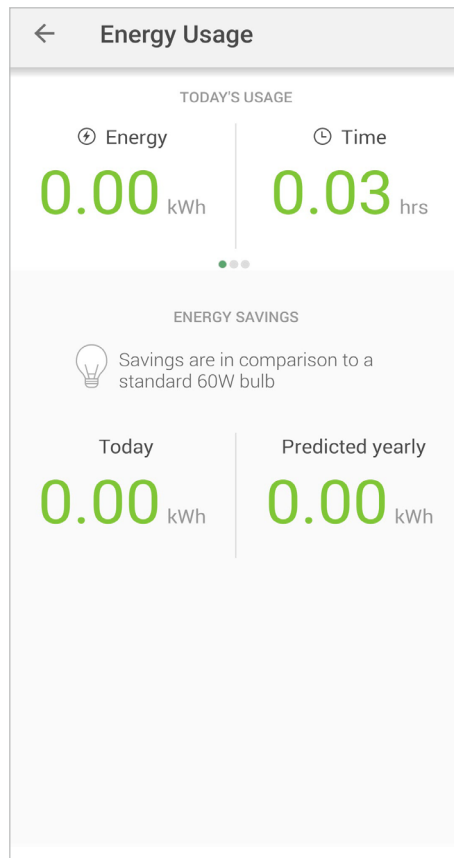 Energy Usage
TODAY'S USAGE
Energy
Time
0.00 kWh
0.03 hrs
ENERGY SAVINGS
Savings are in comparison to a
standard 60W bulb
Today
Predicted yearly
0.00 kWh
0.00 kWh